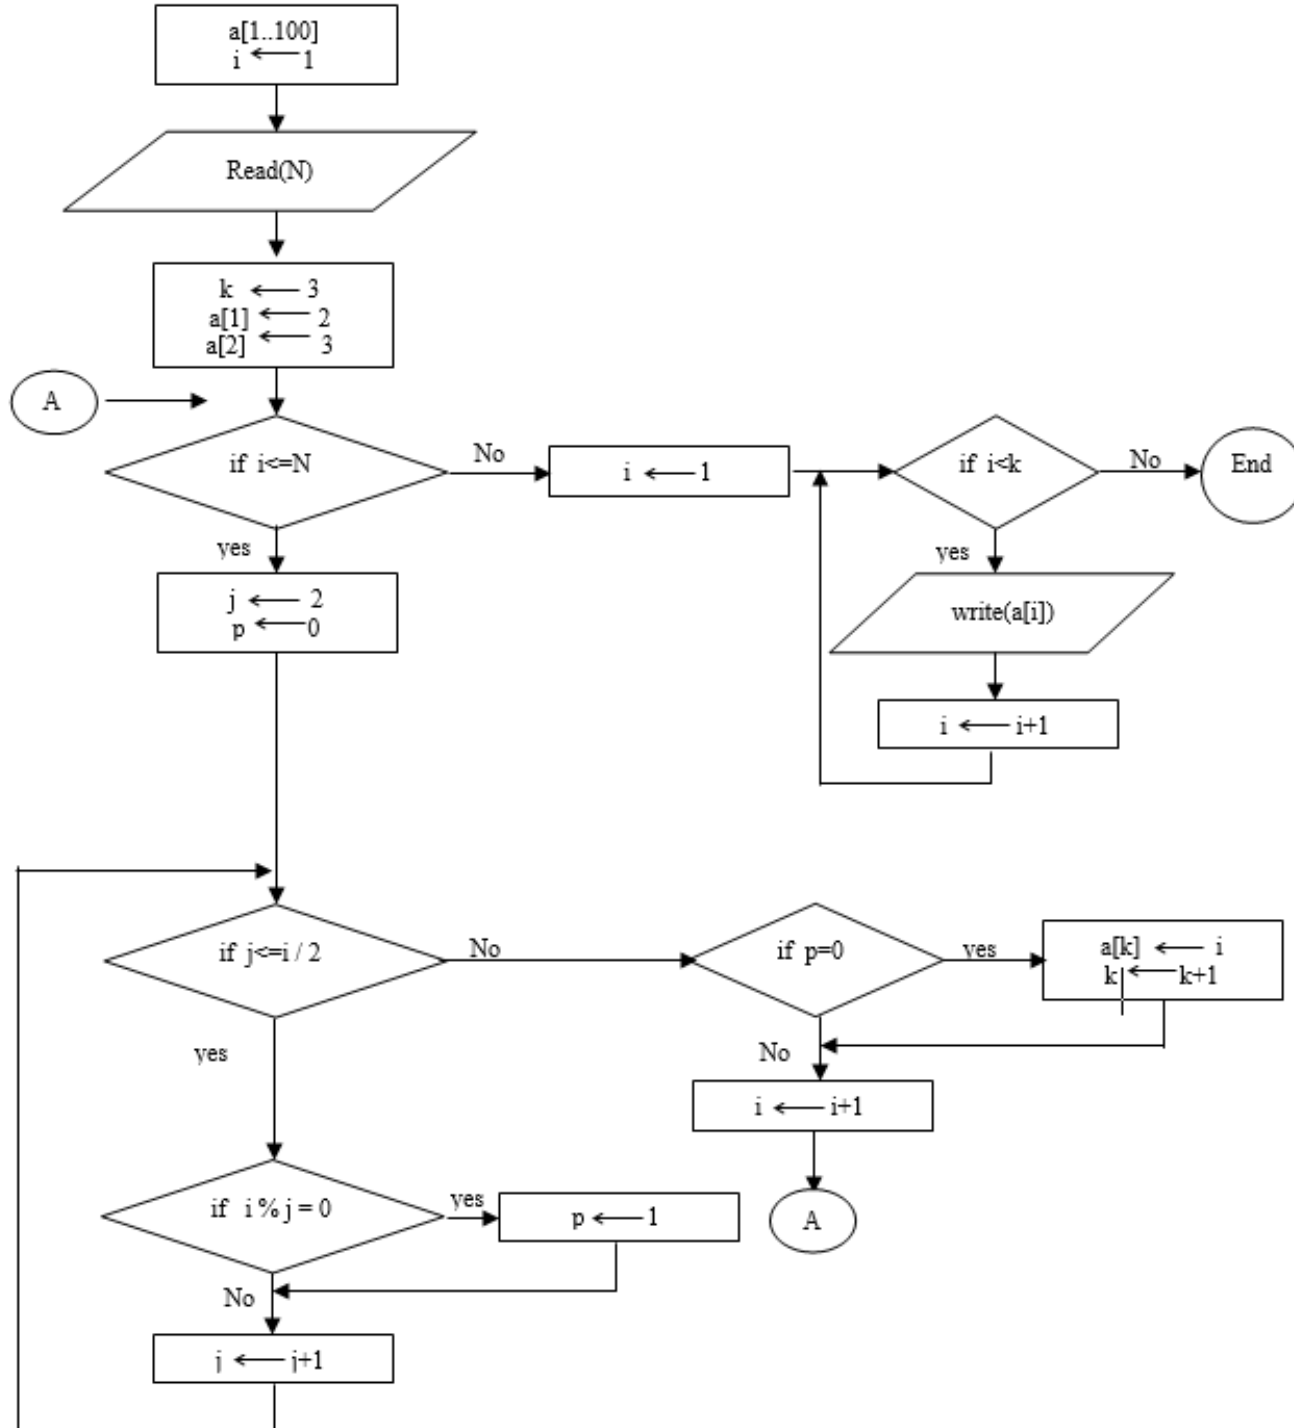 a[1..100]
i ← 1
Read(N)
k ← 3
a[1] ← 2
a[2] ← 3
A
if i<=N
No
i ← 1
if i<k
No
End
yes
yes
j ← 2
p ← 0
write(a[i])
i ← i+1
if j<=i / 2
No
if p=0
yes
a[k] ← i
k ← k+1
yes
No
i ← i+1
if i % j = 0
yes
p ← 1
A
No
j ← j+1